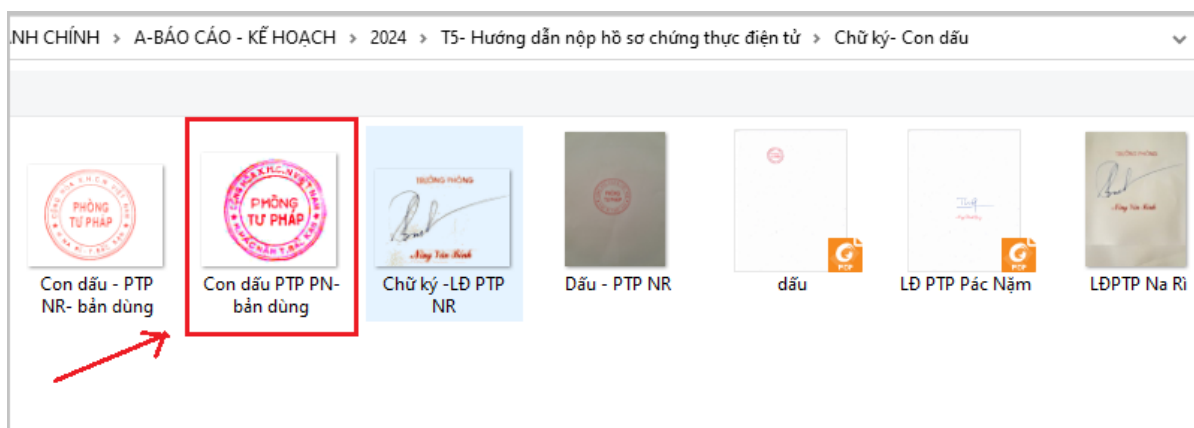 .NH CHÍNH > A-BÁO CÁO - KẾ HOẠCH > 2024 > T5- Hướng dẫn nộp hồ sơ chứng thực điện tử > Chữ ký- Con dấu
PHÒNG
TƯ PHÁP
PHÒNG
TƯ PHÁP
TRƯỞNG PHÒNG
Nông Văn Bình
Con dấu - PTP
NR- bản dùng
Con dấu PTP PN-
bản dùng
Chữ ký -LĐ PTP
NR
Dấu - PTP NR
dấu
LĐ PTP Pác Nặm
LĐPTP Na Rì